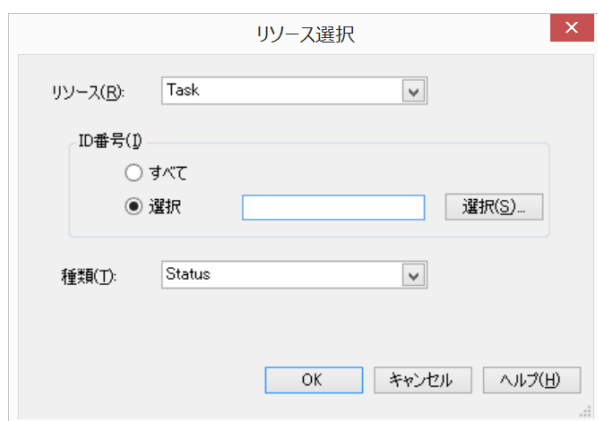 リソース選択
リソース(R): Task
ID番号(I)
すべて
選択 選択(S)...
種類(T): Status
OK キャンセル ヘルプ(H)